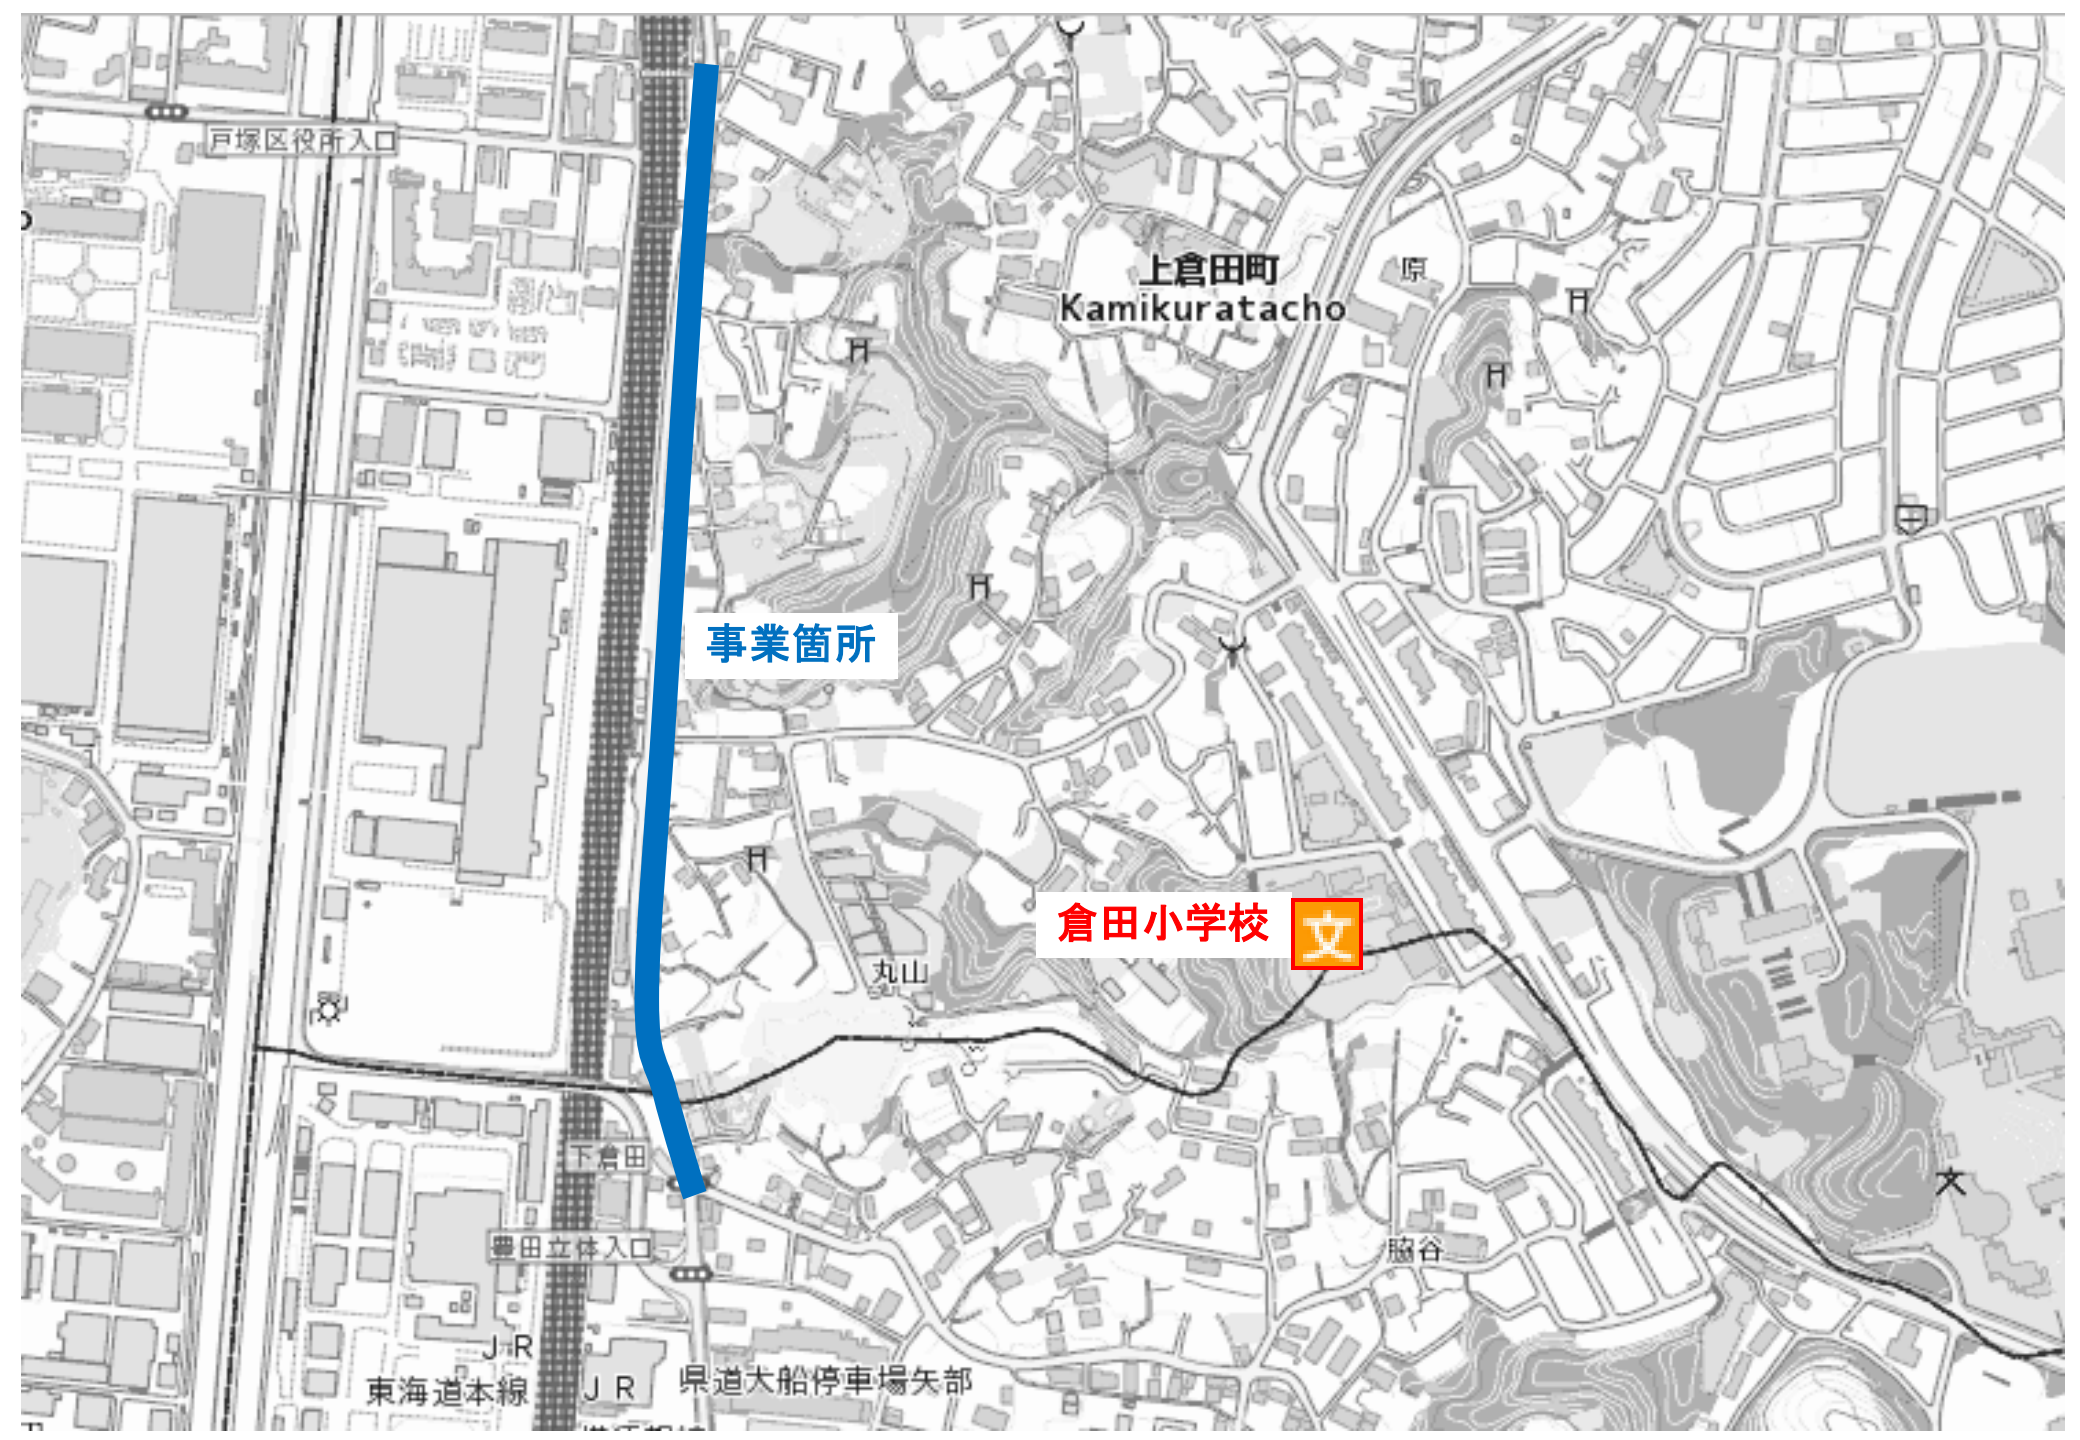 戸塚区役所入口
上倉田町
Kamikuratacho
原
事業箇所
倉田小学校
文
丸山
下倉田
豊田立体入口
脇谷
JR
東海道本線
JR
県道大船停車場矢部